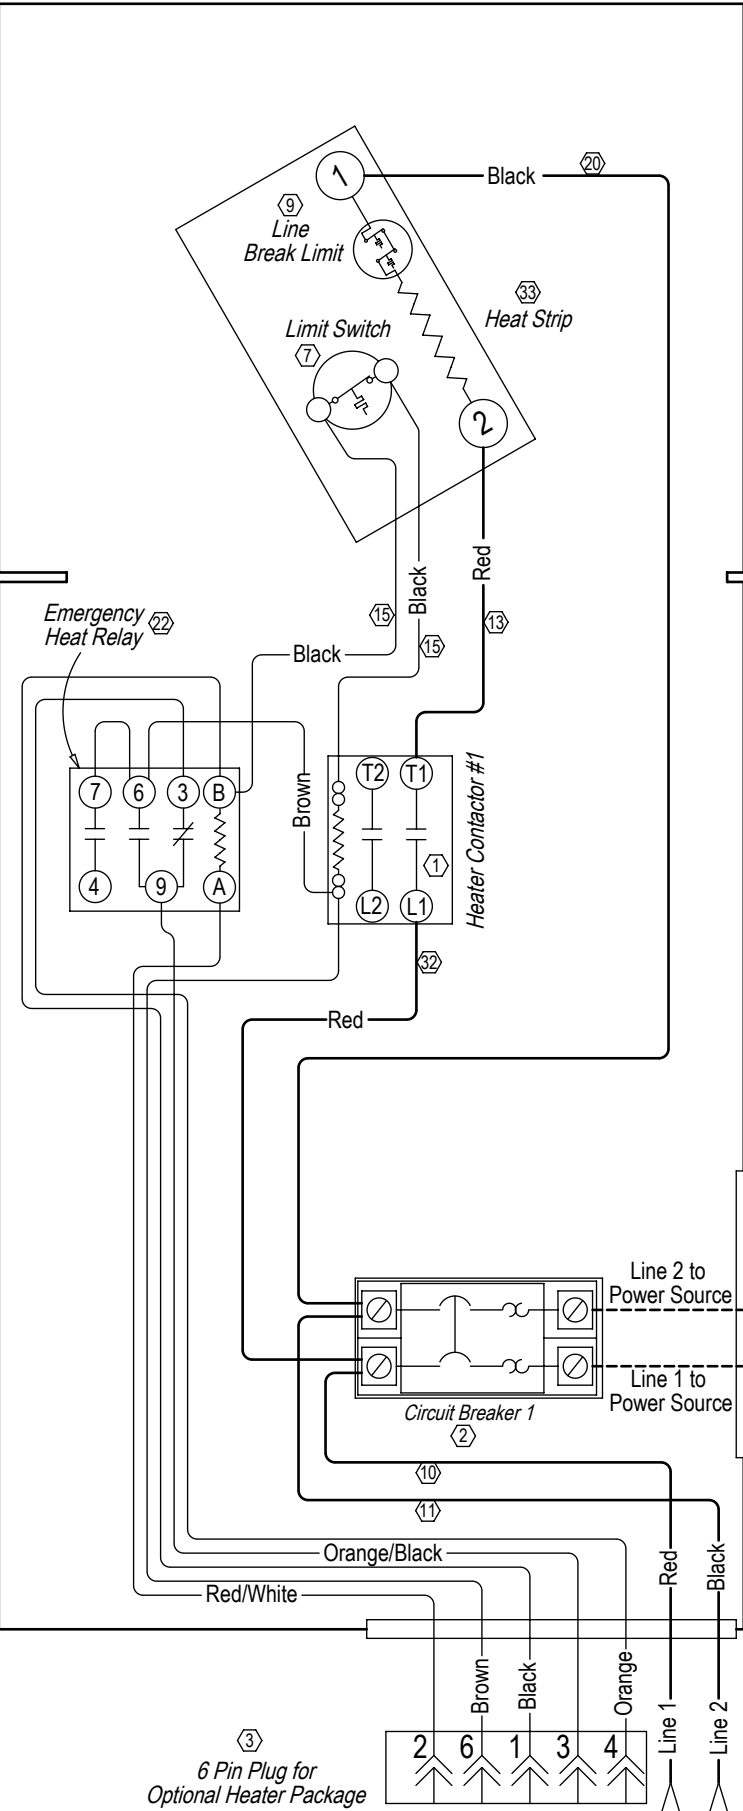 1
Black
20
9
Line
Break Limit
33
Heat Strip
Limit Switch
7
2
Red
Black
15
13
15
Black
Emergency
Heat Relay
22
T2 T1
7 6 3 B
Brown
Heater Contactor #1
1
4 9 A
L2 L1
32
Red
Line 2 to
Power Source
Line 1 to
Power Source
Circuit Breaker 1
2
10
11
Orange/Black
Red/White
Red
Black
Brown
Black
Orange
Line 1
Line 2
3
6 Pin Plug for
Optional Heater Package
2 6 1 3 4